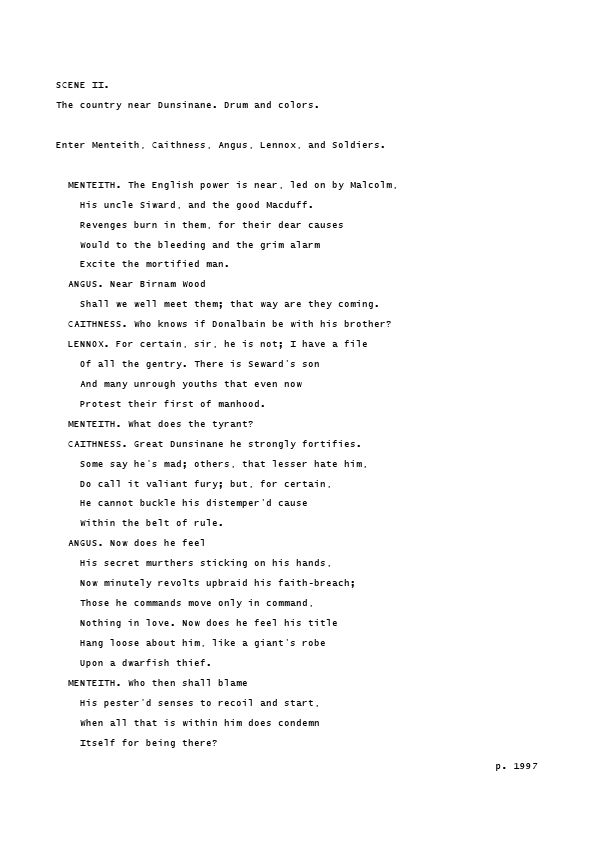 SCENE II.
The country near Dunsinane. Drum and colors.
Enter Menteith, Caithness, Angus, Lennox, and Soldiers.
MENTEITH. The English power is near, led on by Malcolm,
His uncle Siward, and the good Macduff.
Revenges burn in them, for their dear causes
Would to the bleeding and the grim alarm
Excite the mortified man.
ANGUS. Near Birnam Wood
Shall we well meet them; that way are they coming.
CAITHNESS. Who knows if Donalbain be with his brother?
LENNOX. For certain, sir, he is not; I have a file
Of all the gentry. There is Seward's son
And many unrough youths that even now
Protest their first of manhood.
MENTEITH. What does the tyrant?
CAITHNESS. Great Dunsinane he strongly fortifies.
Some say he's mad; others, that lesser hate him,
Do call it valiant fury; but, for certain,
He cannot buckle his distemper'd cause
Within the belt of rule.
ANGUS. Now does he feel
His secret murthers sticking on his hands,
Now minutely revolts upbraid his faith-breach;
Those he commands move only in command,
Nothing in love. Now does he feel his title
Hang loose about him, like a giant's robe
Upon a dwarfish thief.
MENTEITH. Who then shall blame
His pester'd senses to recoil and start,
When all that is within him does condemn
Itself for being there?
p. 1997